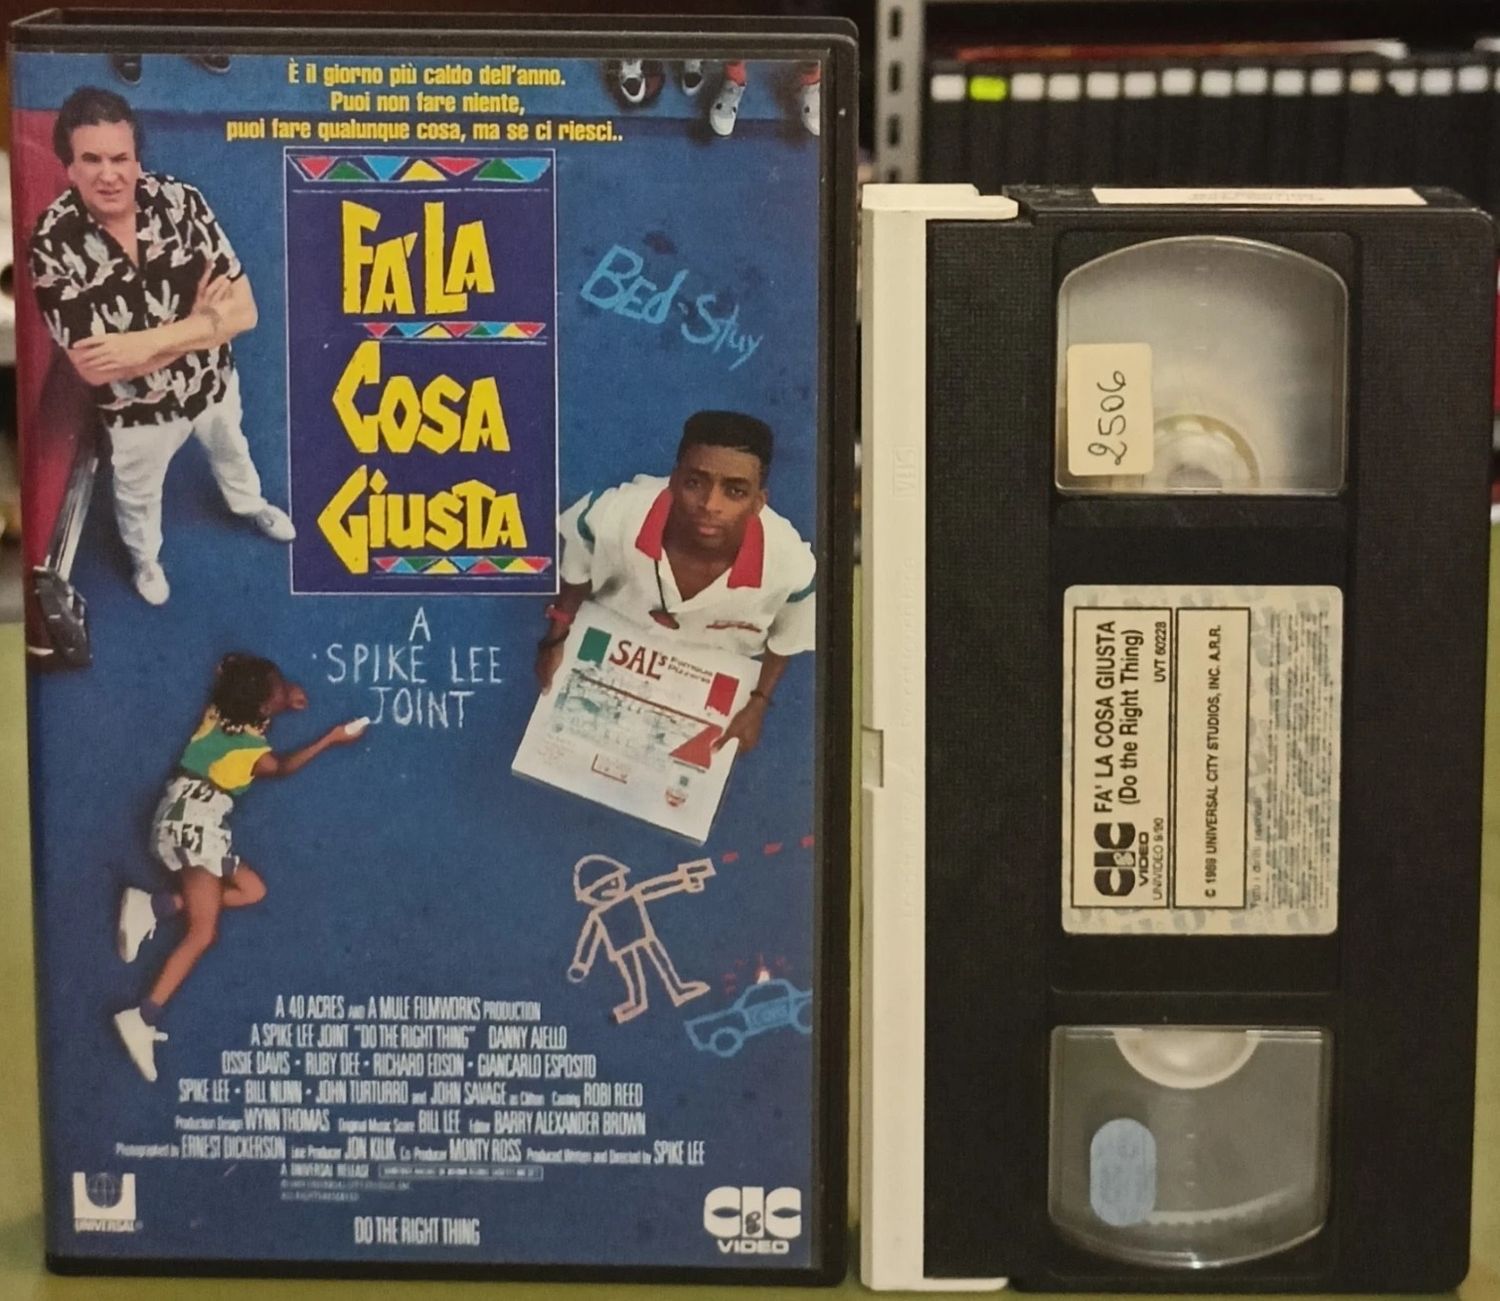 È il giorno più caldo dell'anno.
Puoi non fare niente,
puoi fare qualunque cosa, ma se ci riesci..
FA' LA
COSA
GIUSTA
BEd-Stuy
A
SPIKE LEE
JOINT
SAL's Famous
Pizzeria
A 40 ACRES AND A MULE FILMWORKS PRODUCTION
A SPIKE LEE JOINT "DO THE RIGHT THING" DANNY AIELLO
OSSIE DAVIS • RUBY DEE • RICHARD EDSON • GIANCARLO ESPOSITO
SPIKE LEE • BILL NUNN • JOHN TURTURRO and JOHN SAVAGE as Clifton Casting ROBI REED
Production Design WYNN THOMAS Original Music Score BILL LEE Editor BARRY ALEXANDER BROWN
Photographed by ERNEST DICKERSON Line Producer JON KILIK Co Producer MONTY ROSS Produced, Written and Directed by SPIKE LEE
A UNIVERSAL RELEASE
UNIVERSAL
DO THE RIGHT THING
CIC
VIDEO
VHS
2506
CIC
VIDEO
UNIVIDEO 9/90
FA' LA COSA GIUSTA
(Do the Right Thing)
UVT 60228
© 1989 UNIVERSAL CITY STUDIOS, INC. A.R.R.